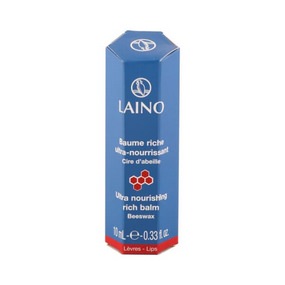 LAINO
Baume riche
ultra-nourrissant
Cire d'abeille
Ultra nourishing
rich balm
Beeswax
10 mL - e - 0.33 fl. oz.
Lèvres - Lips